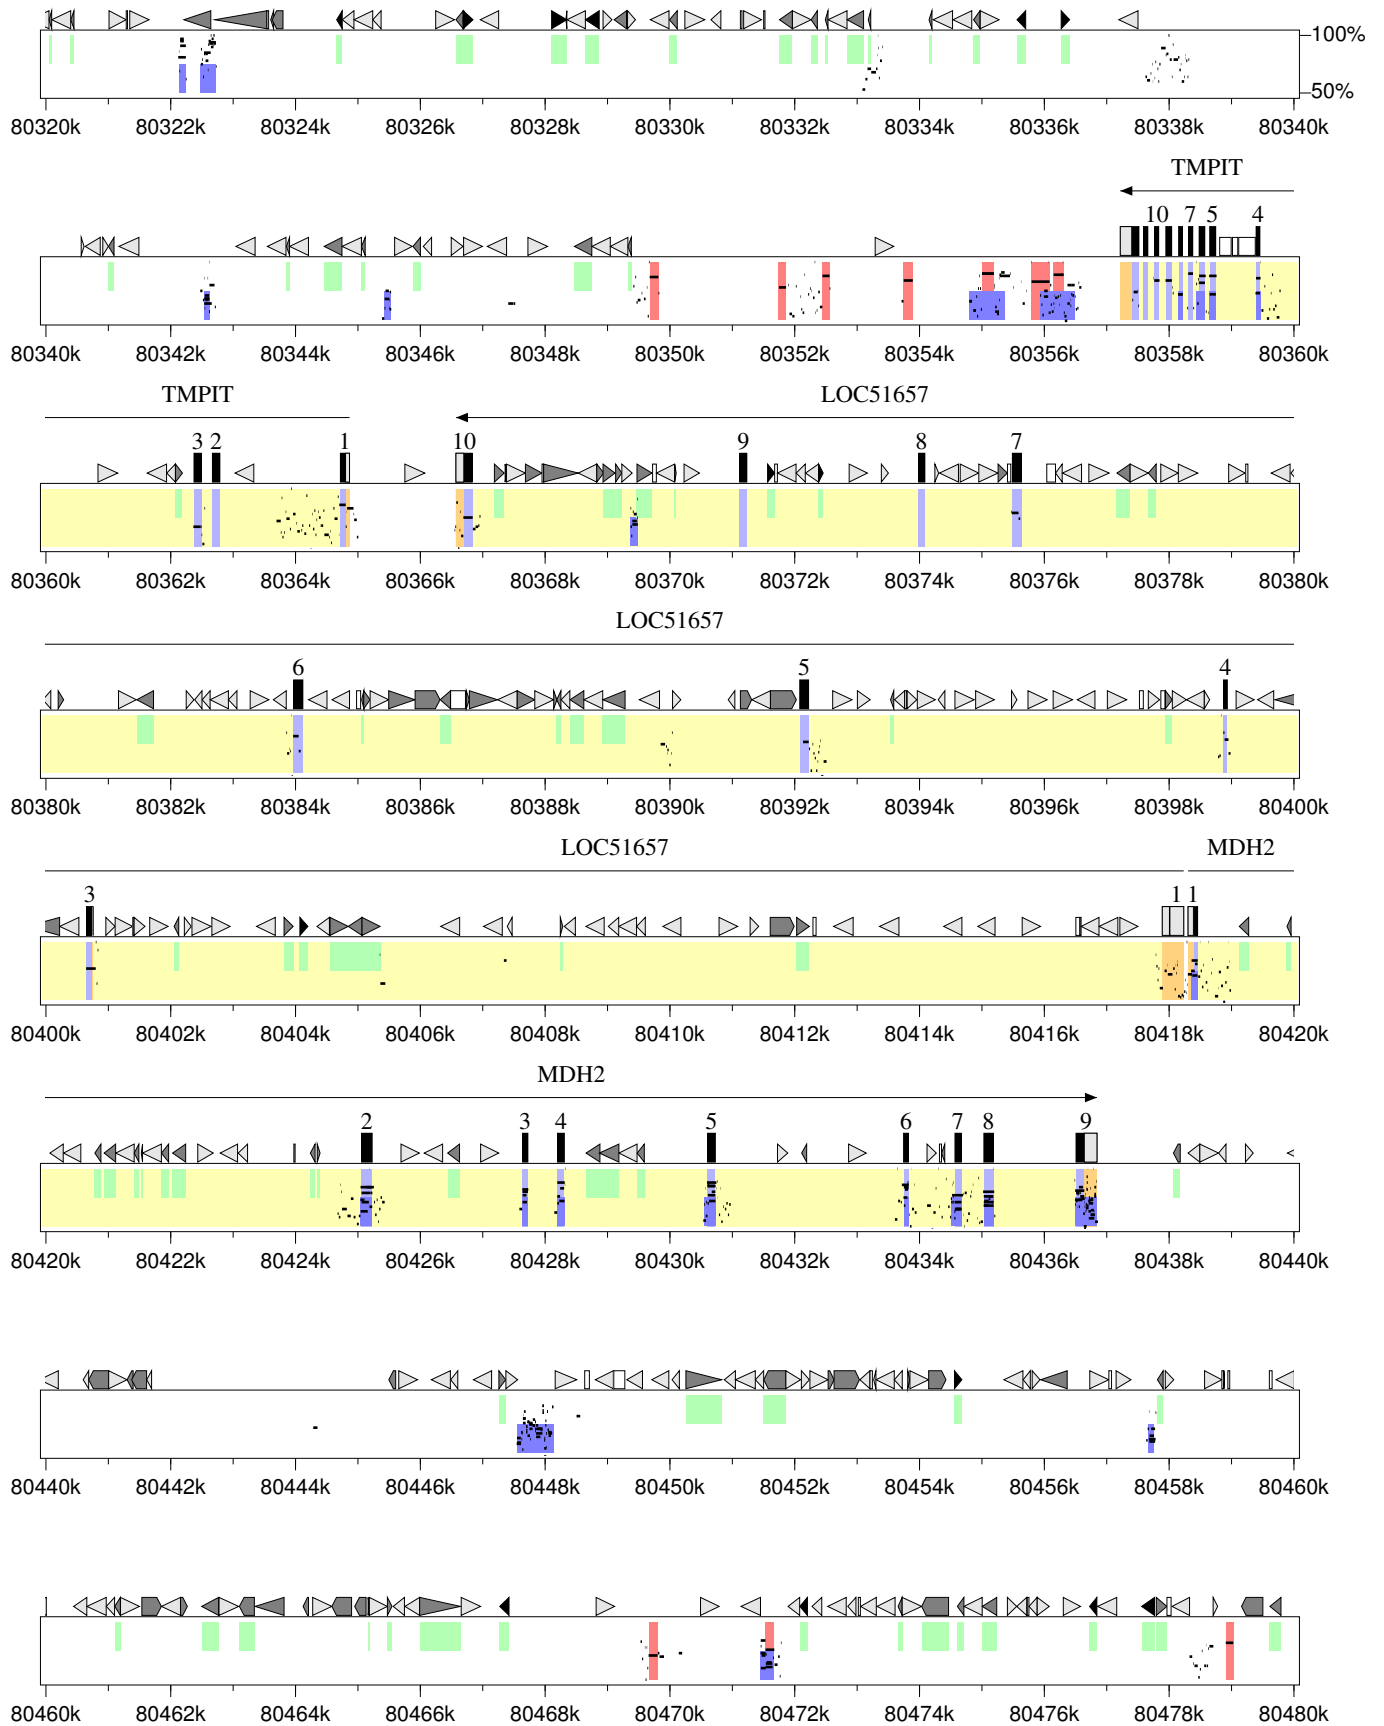 100%
50%
80320k 80322k 80324k 80326k 80328k 80330k 80332k 80334k 80336k 80338k 80340k
TMPIT
10 7 5 4
80340k 80342k 80344k 80346k 80348k 80350k 80352k 80354k 80356k 80358k 80360k
TMPIT LOC51657
3 2 1 10 9 8 7
80360k 80362k 80364k 80366k 80368k 80370k 80372k 80374k 80376k 80378k 80380k
LOC51657
6 5 4
80380k 80382k 80384k 80386k 80388k 80390k 80392k 80394k 80396k 80398k 80400k
LOC51657 MDH2
3 1 1
80400k 80402k 80404k 80406k 80408k 80410k 80412k 80414k 80416k 80418k 80420k
MDH2
2 3 4 5 6 7 8 9
80420k 80422k 80424k 80426k 80428k 80430k 80432k 80434k 80436k 80438k 80440k
80440k 80442k 80444k 80446k 80448k 80450k 80452k 80454k 80456k 80458k 80460k
80460k 80462k 80464k 80466k 80468k 80470k 80472k 80474k 80476k 80478k 80480k